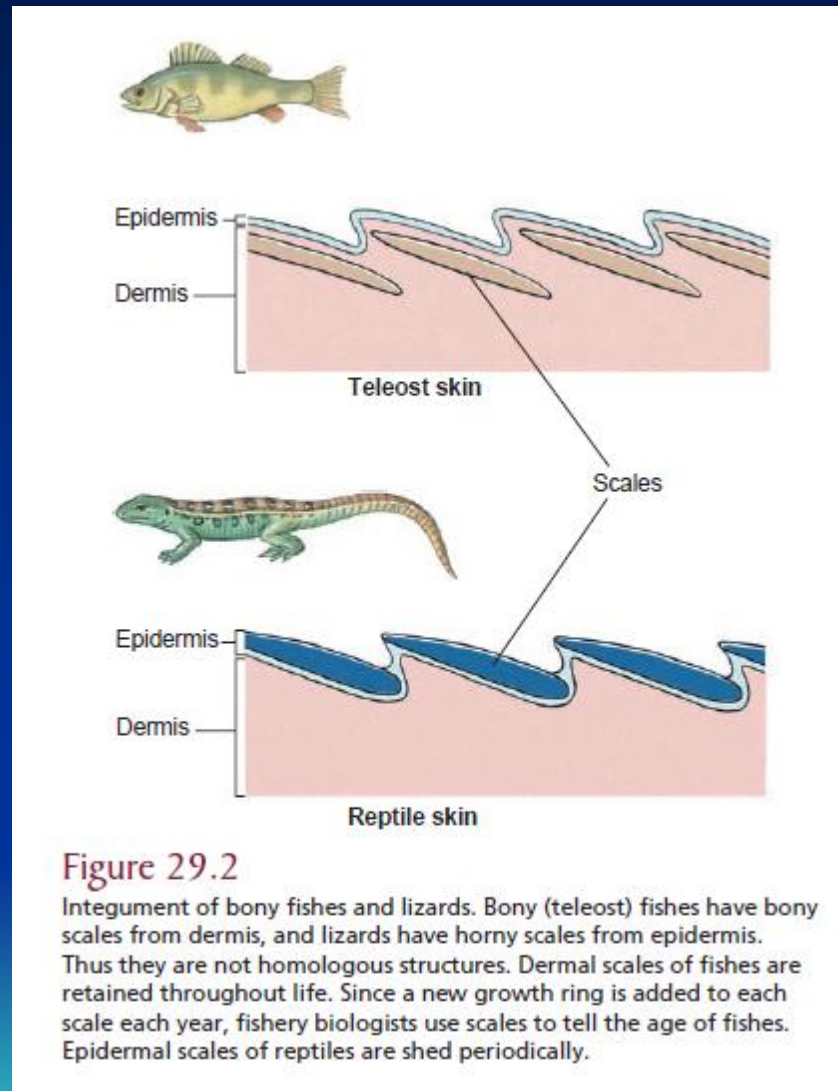 Epidermis
Dermis
Teleost skin
Scales
Epidermis
Dermis
Reptile skin
Figure 29.2
Integument of bony fishes and lizards. Bony (teleost) fishes have bony
scales from dermis, and lizards have horny scales from epidermis.
Thus they are not homologous structures. Dermal scales of fishes are
retained throughout life. Since a new growth ring is added to each
scale each year, fishery biologists use scales to tell the age of fishes.
Epidermal scales of reptiles are shed periodically.